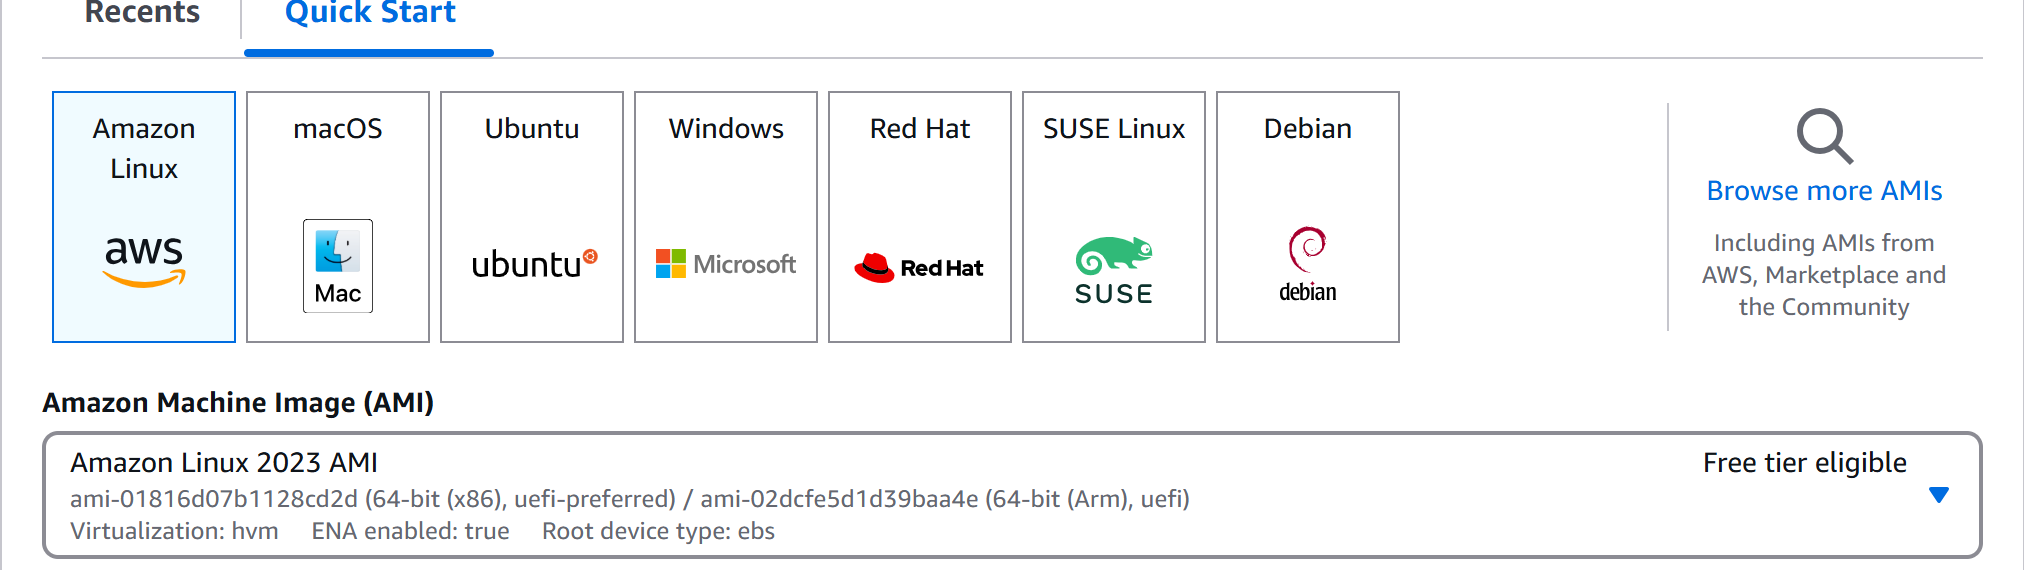 Recents
Quick Start
Amazon
Linux
aws
macOS
Mac
Ubuntu
ubuntu
Windows
Microsoft
Red Hat
Red Hat
SUSE Linux
SUSE
Debian
debian
Browse more AMIs
Including AMIs from
AWS, Marketplace and
the Community
Amazon Machine Image (AMI)
Amazon Linux 2023 AMI
Free tier eligible
ami-01816d07b1128cd2d (64-bit (x86), uefi-preferred) / ami-02dcfe5d1d39baa4e (64-bit (Arm), uefi)
Virtualization: hvm ENA enabled: true Root device type: ebs